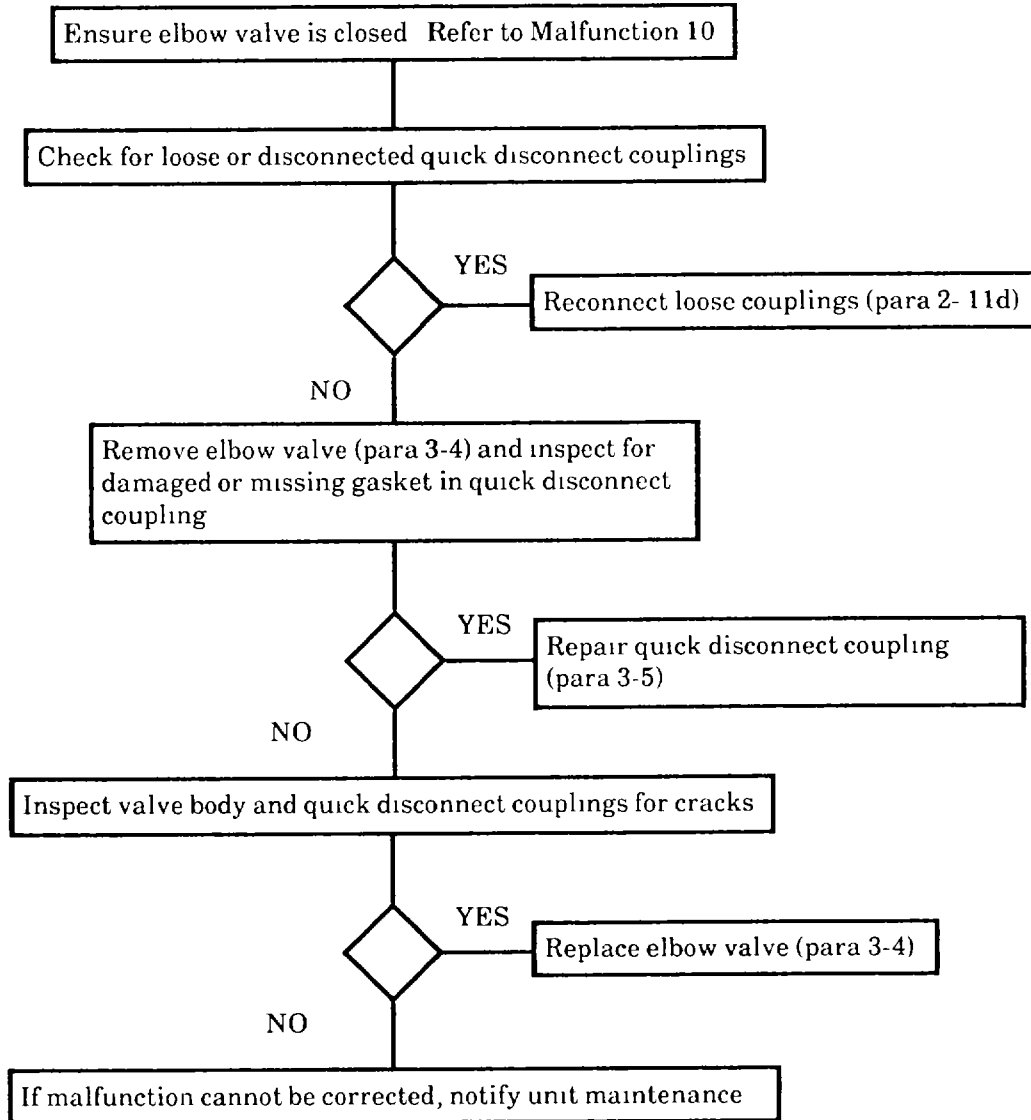 Ensure elbow valve is closed Refer to Malfunction 10
Check for loose or disconnected quick disconnect couplings
YES
Reconnect loose couplings (para 2- 11d)
NO
Remove elbow valve (para 3-4) and inspect for
damaged or missing gasket in quick disconnect
coupling
YES
Repair quick disconnect coupling
(para 3-5)
NO
Inspect valve body and quick disconnect couplings for cracks
YES
Replace elbow valve (para 3-4)
NO
If malfunction cannot be corrected, notify unit maintenance